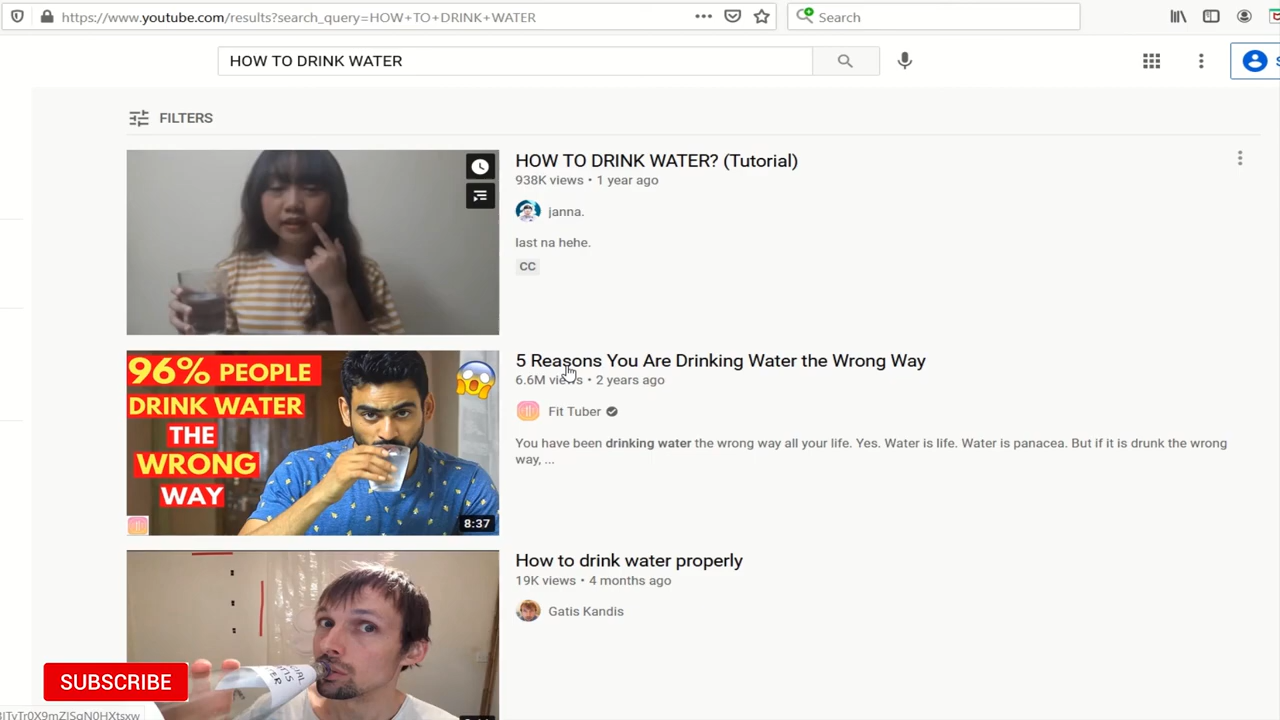 https://www.youtube.com/results?search_query=HOW+TO+DRINK+WATER
Search
HOW TO DRINK WATER
FILTERS
HOW TO DRINK WATER? (Tutorial)
938K views • 1 year ago
janna.
last na hehe.
CC
96% PEOPLE
DRINK WATER
THE
WRONG
WAY
8:37
5 Reasons You Are Drinking Water the Wrong Way
6.6M views • 2 years ago
Fit Tuber
You have been drinking water the wrong way all your life. Yes. Water is life. Water is panacea. But if it is drunk the wrong
way, ...
How to drink water properly
19K views • 4 months ago
Gatis Kandis
SUBSCRIBE